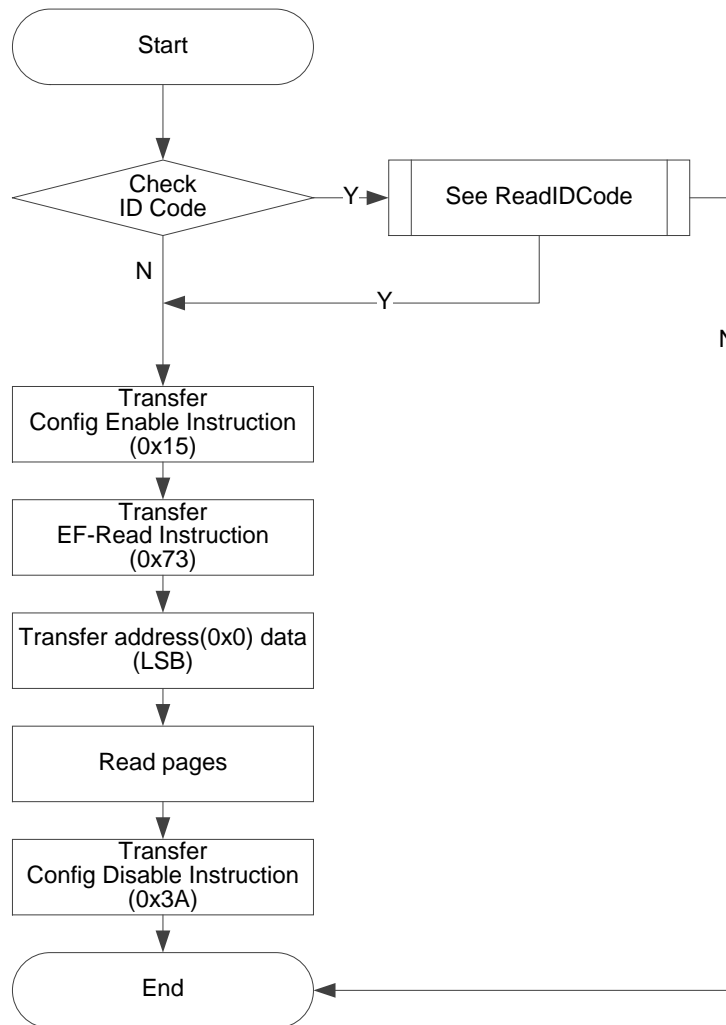 Start
Check
ID Code
Y
See ReadIDCode
N
Y
N
Transfer
Config Enable Instruction
(0x15)
Transfer
EF-Read Instruction
(0x73)
Transfer address(0x0) data
(LSB)
Read pages
Transfer
Config Disable Instruction
(0x3A)
End